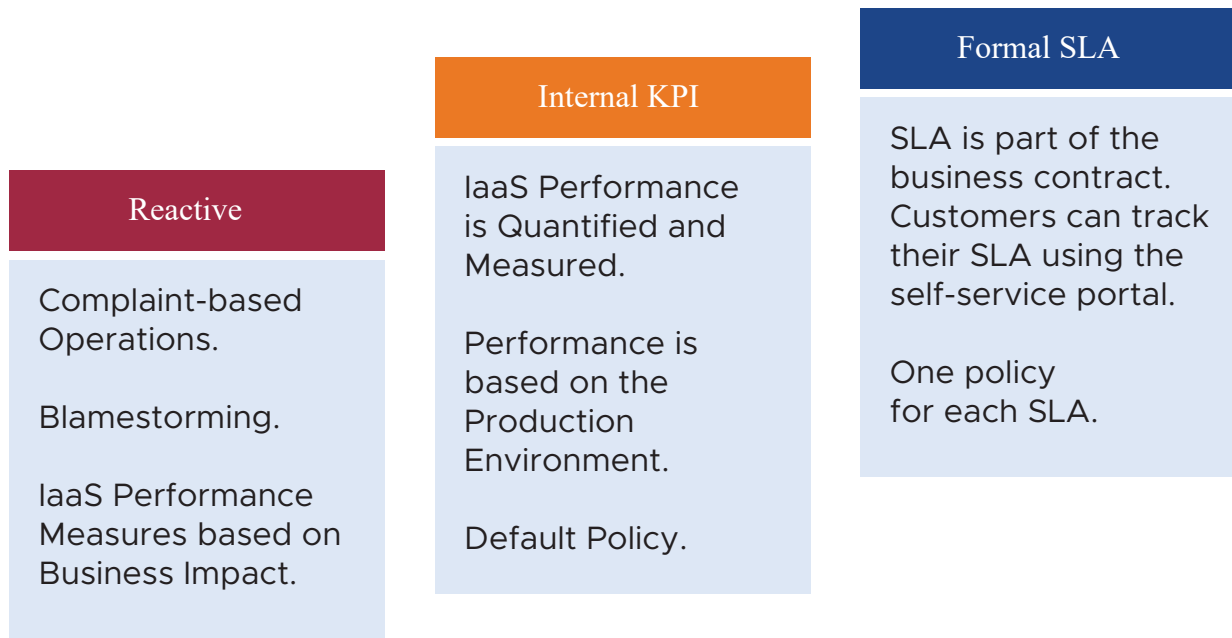 Reactive
Complaint-based
Operations.
Blamestorming.
IaaS Performance
Measures based on
Business Impact.
Internal KPI
IaaS Performance
is Quantified and
Measured.
Performance is
based on the
Production
Environment.
Default Policy.
Formal SLA
SLA is part of the
business contract.
Customers can track
their SLA using the
self-service portal.
One policy
for each SLA.